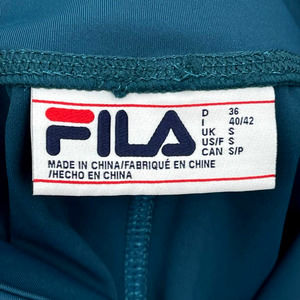 FILA
D 36
I 40/42
UK S
US/F S
CAN S/P
MADE IN CHINA/FABRIQUÉ EN CHINE
/HECHO EN CHINA